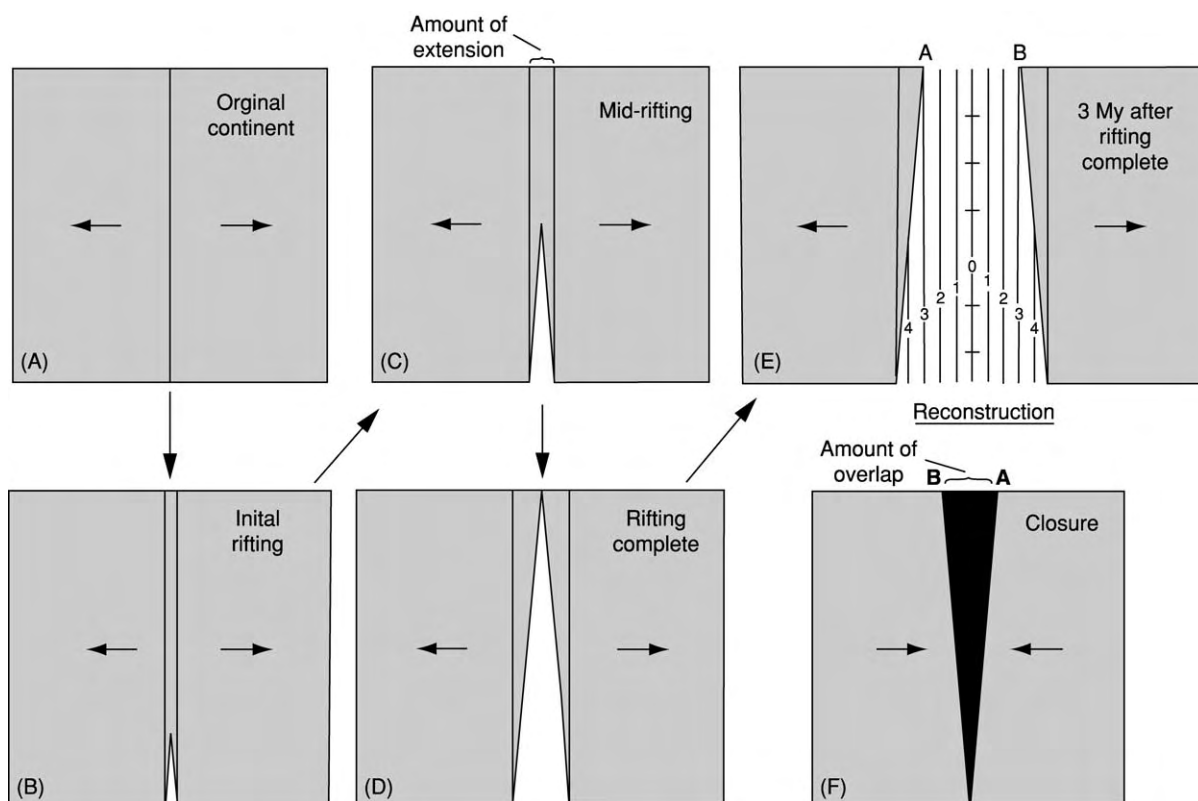 Orginal
continent
(A)
Inital
rifting
(B)
Amount of
extension
Mid-rifting
(C)
Rifting
complete
(D)
A B
3 My after
rifting
complete
0
1 1
2 2
3 3
4 4
(E)
Reconstruction
Amount of
overlap
B A
Closure
(F)